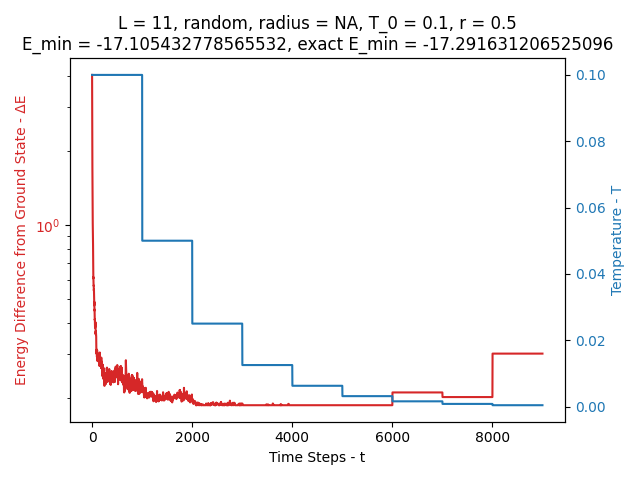 L = 11, random, radius = NA, T_0 = 0.1, r = 0.5
E_min = -17.105432778565532, exact E_min = -17.291631206525096
Energy Difference from Ground State - ΔE
10⁰
0.10
0.08
0.06
0.04
0.02
0.00
Temperature - T
0
2000
4000
6000
8000
Time Steps - t